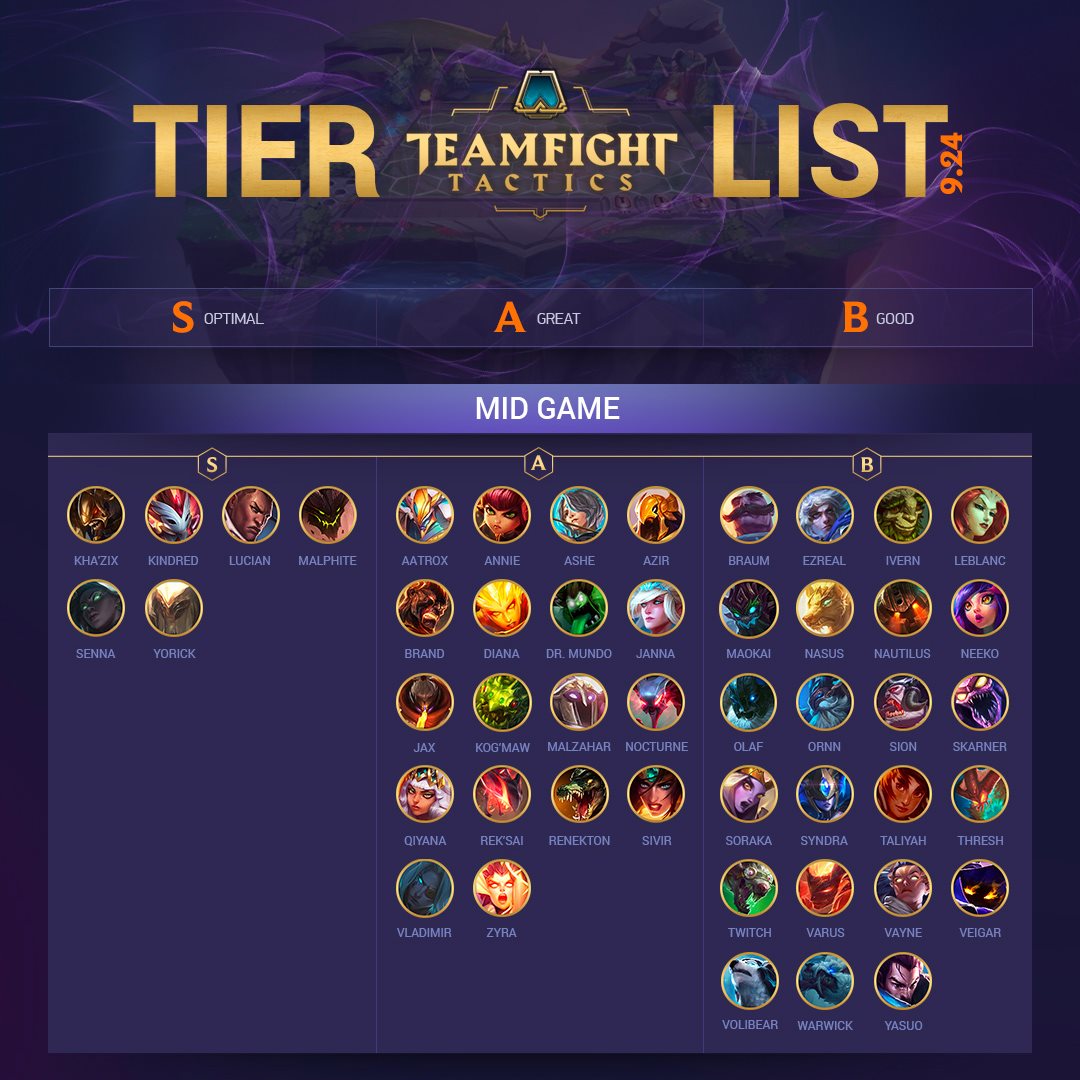 TIER TEAMFIGHT TACTICS LIST 9.24
S OPTIMAL A GREAT B GOOD
MID GAME
S A B
KHA'ZIX KINDRED LUCIAN MALPHITE AATROX ANNIE ASHE AZIR BRAUM EZREAL IVERN LEBLANC
SENNA YORICK BRAND DIANA DR. MUNDO JANNA MAOKAI NASUS NAUTILUS NEEKO
JAX KOG'MAW MALZAHAR NOCTURNE OLAF ORNN SION SKARNER
QIYANA REK'SAI RENEKTON SIVIR SORAKA SYNDRA TALIYAH THRESH
VLADIMIR ZYRA TWITCH VARUS VAYNE VEIGAR
VOLIBEAR WARWICK YASUO